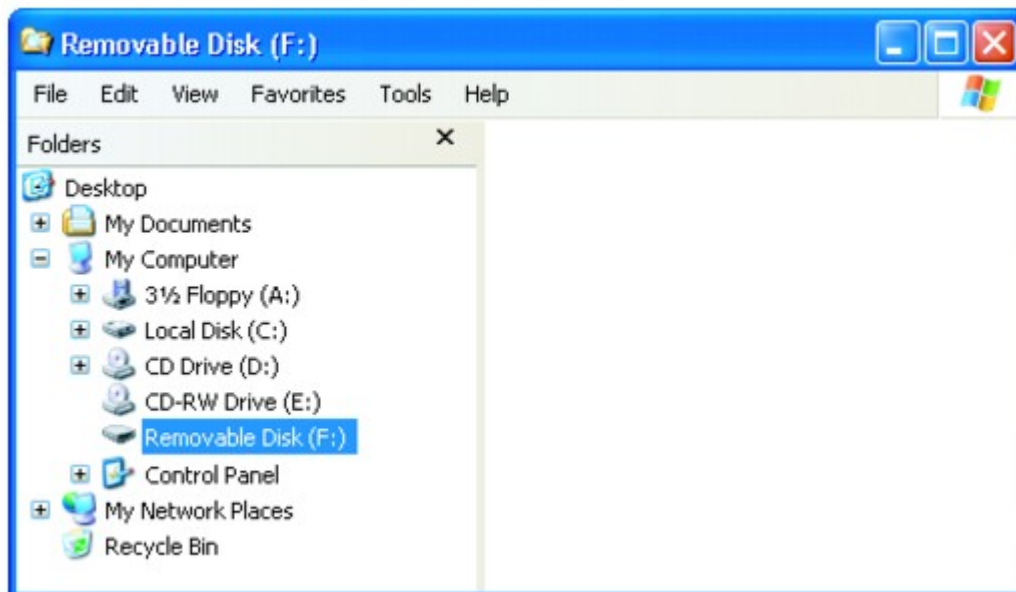 Removable Disk (F:)
File Edit View Favorites Tools Help
Folders
Desktop
My Documents
My Computer
3½ Floppy (A:)
Local Disk (C:)
CD Drive (D:)
CD-RW Drive (E:)
Removable Disk (F:)
Control Panel
My Network Places
Recycle Bin